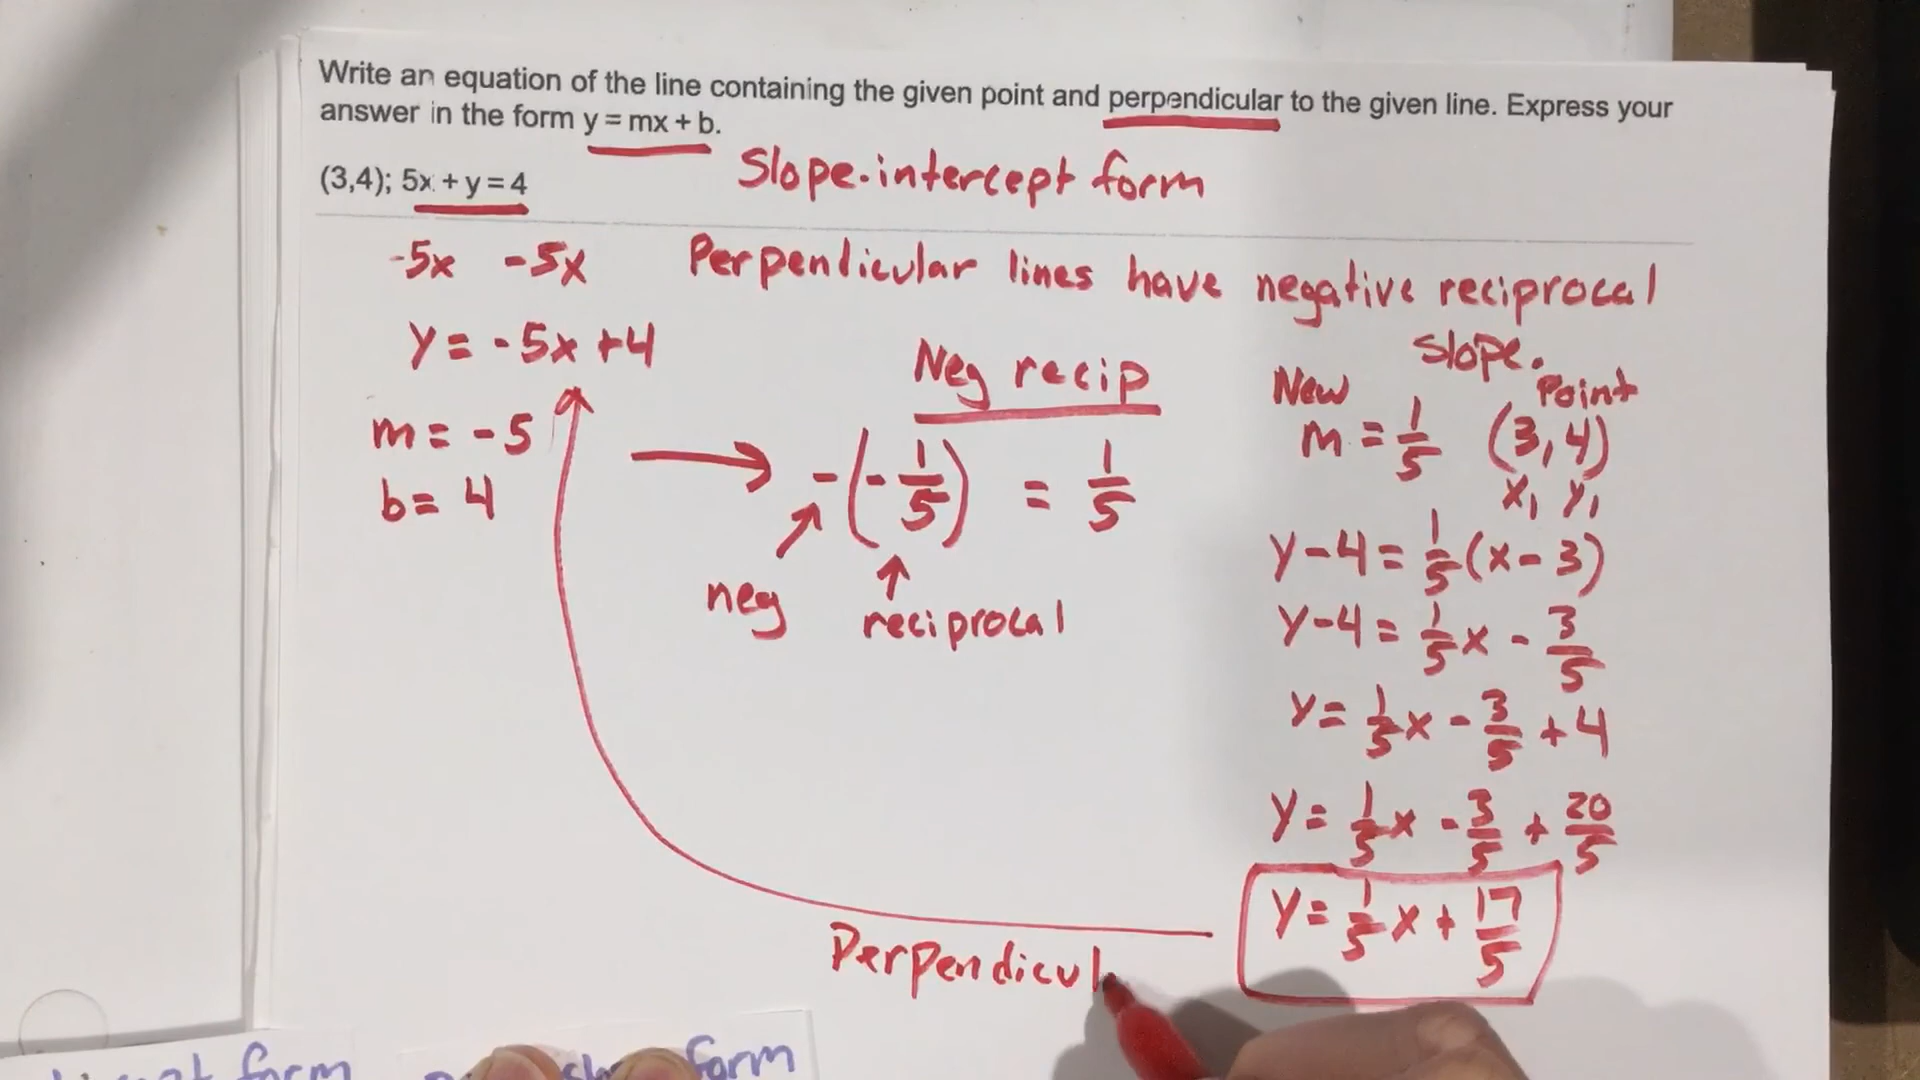 Write an equation of the line containing the given point and perpendicular to the given line. Express your
answer in the form y = mx + b.
(3,4); 5x + y = 4
Slope-intercept form
-5x -5x
y = -5x + 4
m = -5
b = 4
Perpendicular lines have negative reciprocal
slope.
Neg recip
-(-1/5) = 1/5
neg
reciprocal
New
m = 1/5
Point
(3,4)
x₁ y₁
y-4 = 1/5(x-3)
y-4 = 1/5x - 3/5
y = 1/5x - 3/5 + 4
y = 1/5x - 3/5 + 20/5
y = 1/5x + 17/5
Perpendicul
form
form